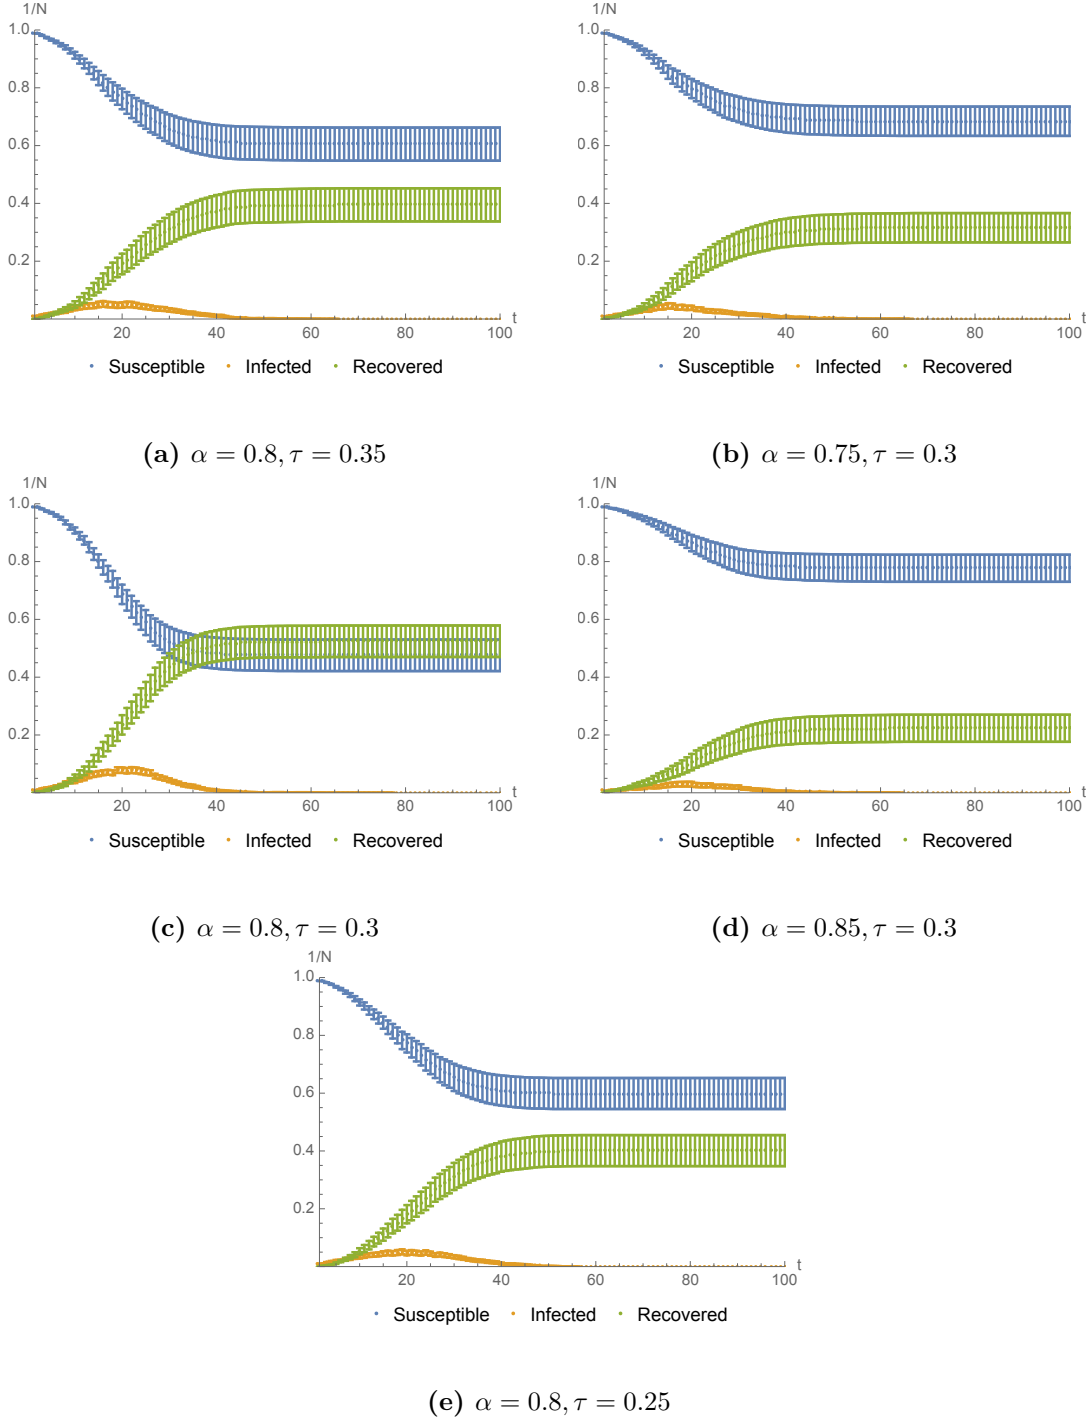 1/N
1.0
0.8
0.6
0.4
0.2
20 40 60 80 100 t
Susceptible Infected Recovered
(a) α = 0.8, τ = 0.35
1/N
1.0
0.8
0.6
0.4
0.2
20 40 60 80 100 t
Susceptible Infected Recovered
(b) α = 0.75, τ = 0.3
1/N
1.0
0.8
0.6
0.4
0.2
20 40 60 80 100 t
Susceptible Infected Recovered
(c) α = 0.8, τ = 0.3
1.0
0.8
0.6
0.4
0.2
20 40 60 80 100 t
Susceptible Infected Recovered
(d) α = 0.85, τ = 0.3
1/N
1.0
0.8
0.6
0.4
0.2
20 40 60 80 100 t
Susceptible Infected Recovered
(e) α = 0.8, τ = 0.25